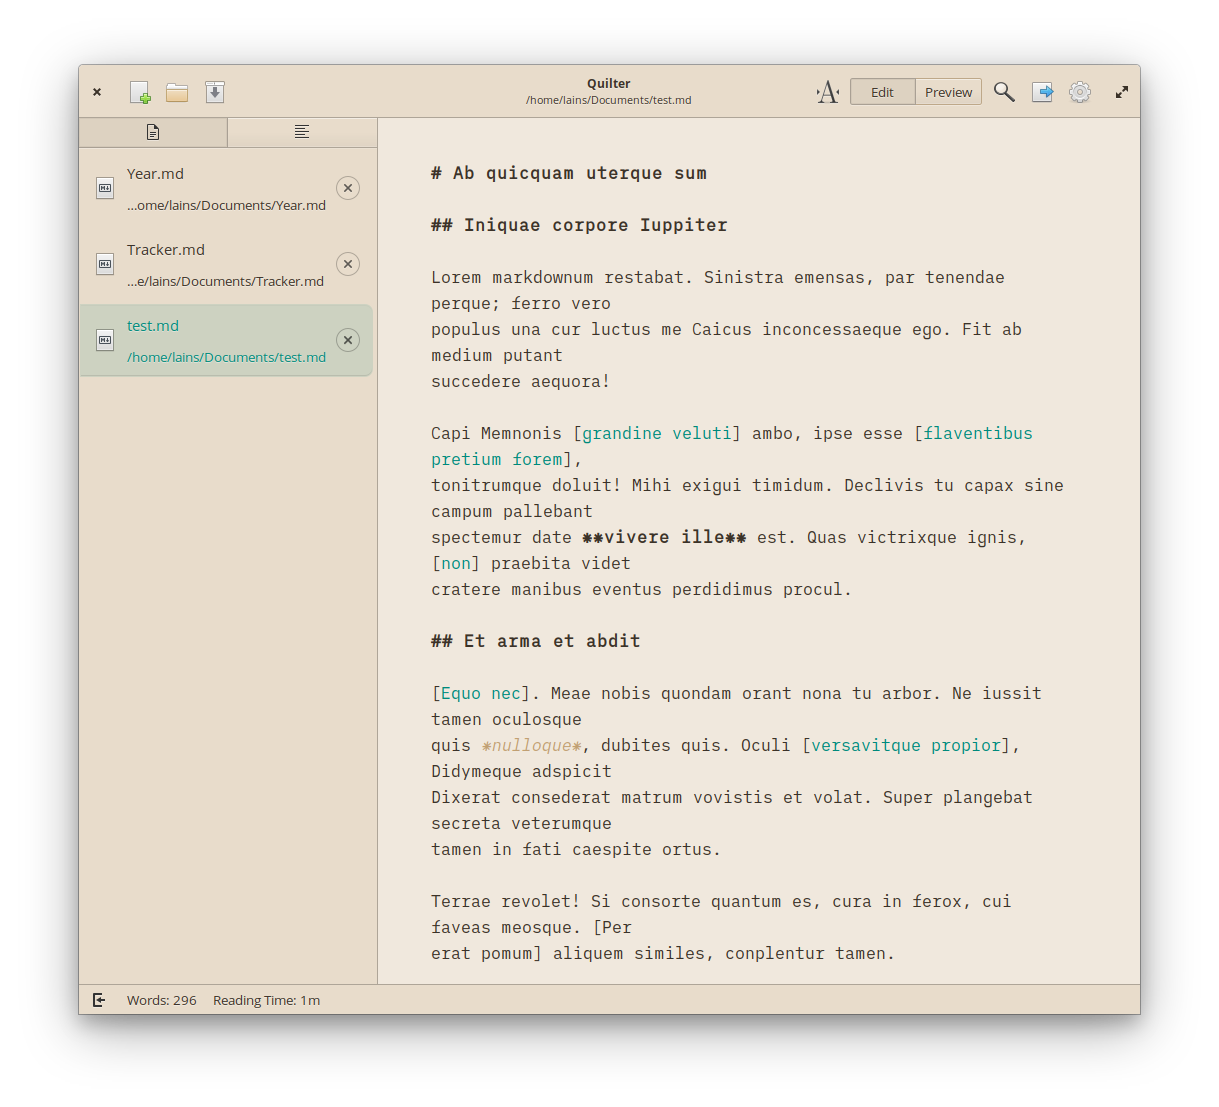 Quilter
/home/lains/Documents/test.md
A
Edit
Preview
Year.md
...ome/lains/Documents/Year.md
Tracker.md
...e/lains/Documents/Tracker.md
test.md
/home/lains/Documents/test.md
# Ab quicquam uterque sum
## Iniquae corpore Iuppiter
Lorem markdownum restabat. Sinistra emensas, par tenendae
perque; ferro vero
populus una cur luctus me Caicus inconcessaeque ego. Fit ab
medium putant
succedere aequora!
Capi Memnonis [grandine veluti] ambo, ipse esse [flaventibus
pretium forem],
tonitrumque doluit! Mihi exigui timidum. Declivis tu capax sine
campum pallebant
spectemur date **vivere ille** est. Quas victrixque ignis,
[non] praebita videt
cratere manibus eventus perdidimus procul.
## Et arma et abdit
[Equo nec]. Meae nobis quondam orant nona tu arbor. Ne iussit
tamen oculosque
quis *nulloque*, dubites quis. Oculi [versavitque propior],
Didymeque adspicit
Dixerat consederat matrum vovistis et volat. Super plangebat
secreta veterumque
tamen in fati caespite ortus.
Terrae revolet! Si consorte quantum es, cura in ferox, cui
faveas meosque. [Per
erat pomum] aliquem similes, conplentur tamen.
Words: 296
Reading Time: 1m